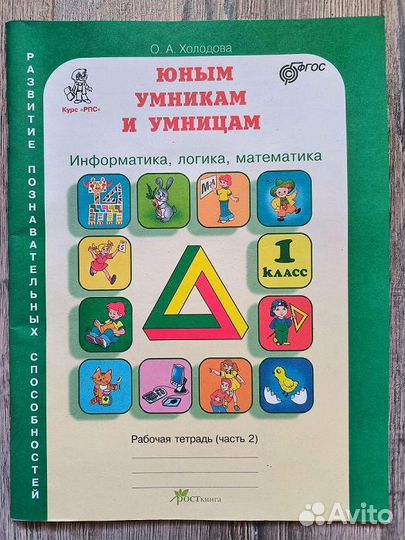 О. А. Холодова
Курс «РПС»
ФГОС
ЮНЫМ
УМНИКАМ
И УМНИЦАМ
Информатика, логика, математика
РАЗВИТИЕ ПОЗНАВАТЕЛЬНЫХ СПОСОБНОСТЕЙ
1
КЛАСС
Рабочая тетрадь (часть 2)
РОСТкнига
Avito